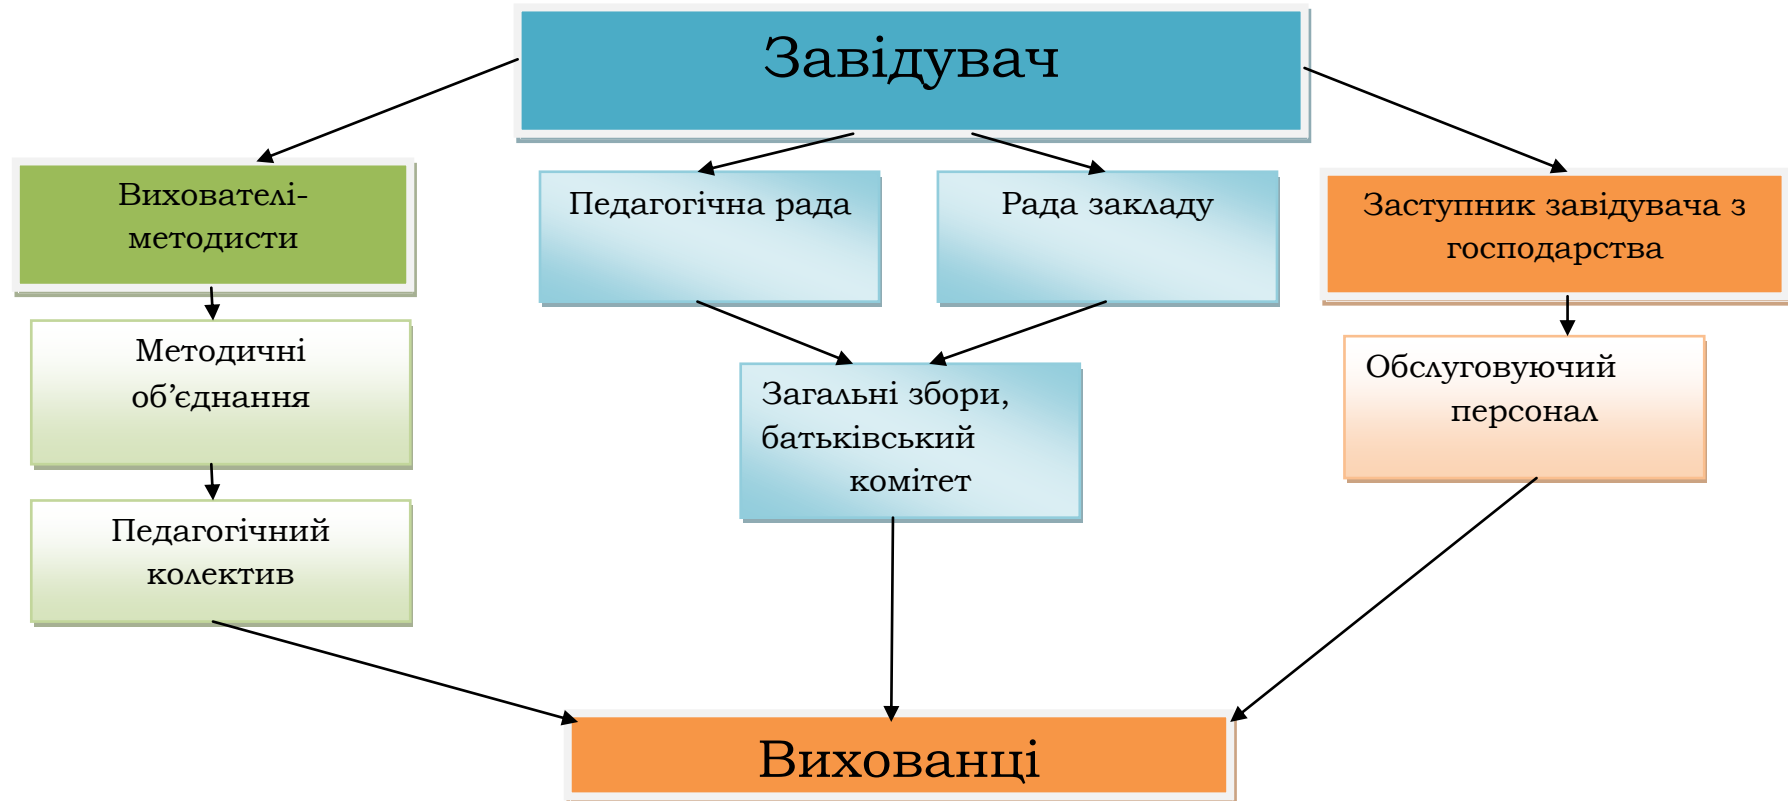 Завідувач
Вихователі-
методисти
Педагогічна рада
Рада закладу
Заступник завідувача з
господарства
Методичні
об’єднання
Загальні збори,
батьківський
комітет
Обслуговуючий
персонал
Педагогічний
колектив
Вихованці